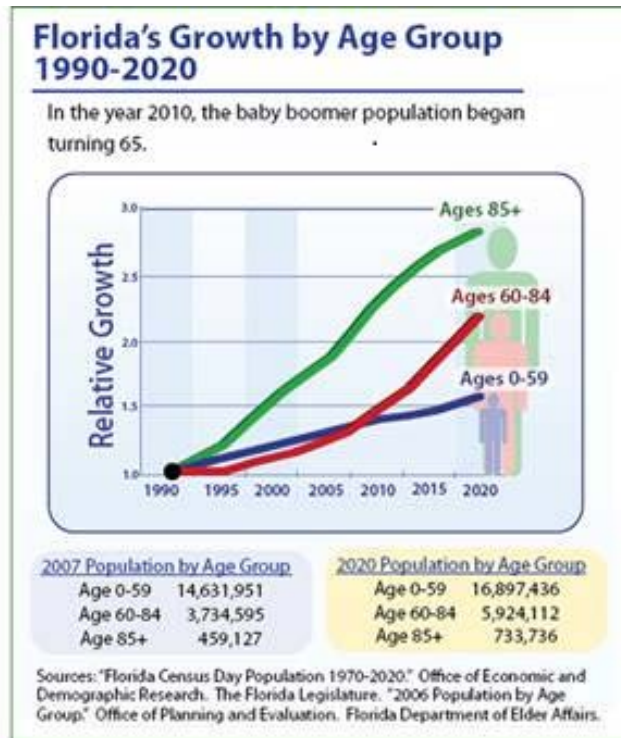 Florida's Growth by Age Group
1990-2020
In the year 2010, the baby boomer population began
turning 65.
3.0
2.5
2.0
1.5
1.0
Relative Growth
Ages 85+
Ages 60-84
Ages 0-59
1990 1995 2000 2005 2010 2015 2020
2007 Population by Age Group
Age 0-59 14,631,951
Age 60-84 3,734,595
Age 85+ 459,127
2020 Population by Age Group
Age 0-59 16,897,436
Age 60-84 5,924,112
Age 85+ 733,736
Sources: "Florida Census Day Population 1970-2020." Office of Economic and
Demographic Research. The Florida Legislature. "2006 Population by Age
Group." Office of Planning and Evaluation. Florida Department of Elder Affairs.